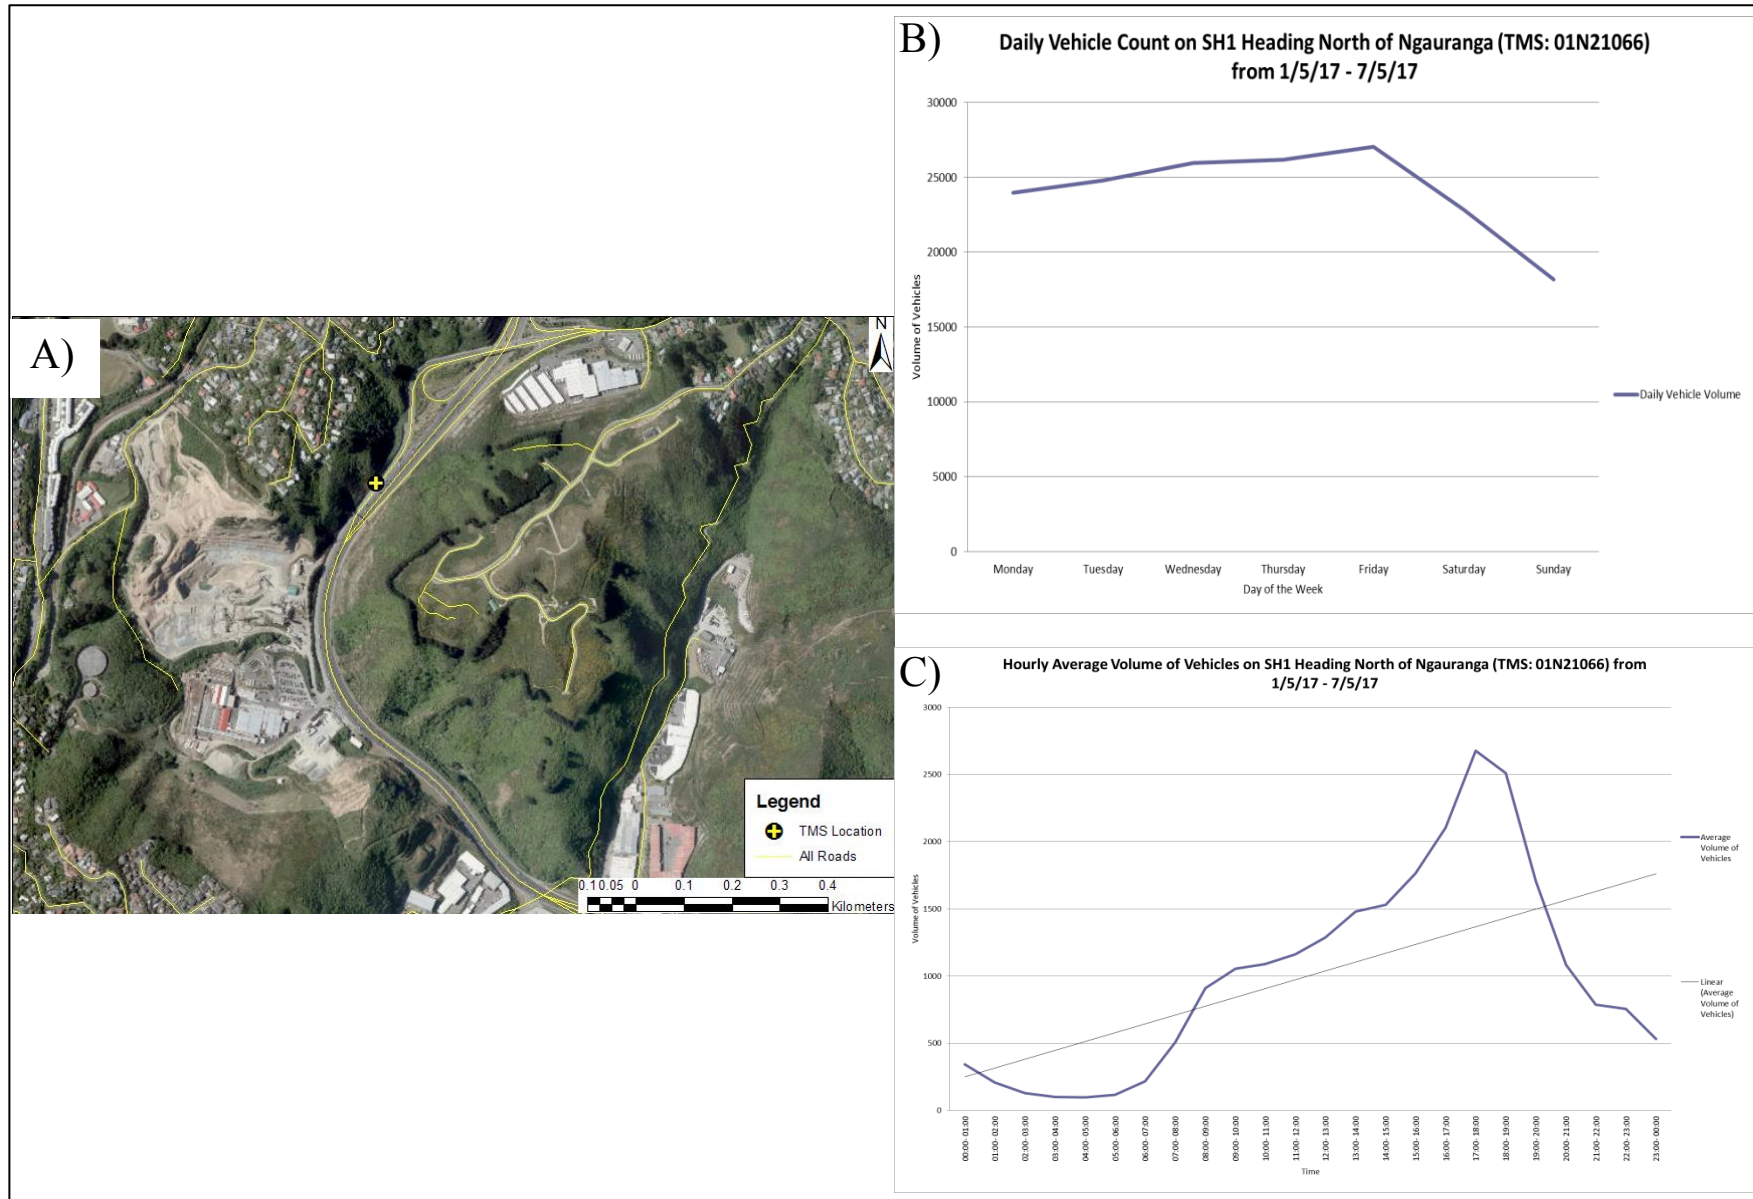 A)
N
Legend
TMS Location
All Roads
0.1 0.05 0 0.1 0.2 0.3 0.4
Kilometers
B)
Daily Vehicle Count on SH1 Heading North of Ngauranga (TMS: 01N21066)
from 1/5/17 - 7/5/17
30000
25000
20000
15000
10000
5000
0
Volume of Vehicles
Monday Tuesday Wednesday Thursday Friday Saturday Sunday
Day of the Week
Daily Vehicle Volume
C)
Hourly Average Volume of Vehicles on SH1 Heading North of Ngauranga (TMS: 01N21066) from
1/5/17 - 7/5/17
3000
2500
2000
1500
1000
500
0
Volume of Vehicles
00:00- 01:00
01:00- 02:00
02:00- 03:00
03:00- 04:00
04:00- 05:00
05:00- 06:00
06:00- 07:00
07:00- 08:00
08:00- 09:00
09:00- 10:00
10:00- 11:00
11:00- 12:00
12:00- 13:00
13:00- 14:00
14:00- 15:00
15:00- 16:00
16:00- 17:00
17:00- 18:00
18:00- 19:00
19:00- 20:00
20:00- 21:00
21:00- 22:00
22:00- 23:00
23:00- 00:00
Time
Average
Volume of
Vehicles
Linear
(Average
Volume of
Vehicles)